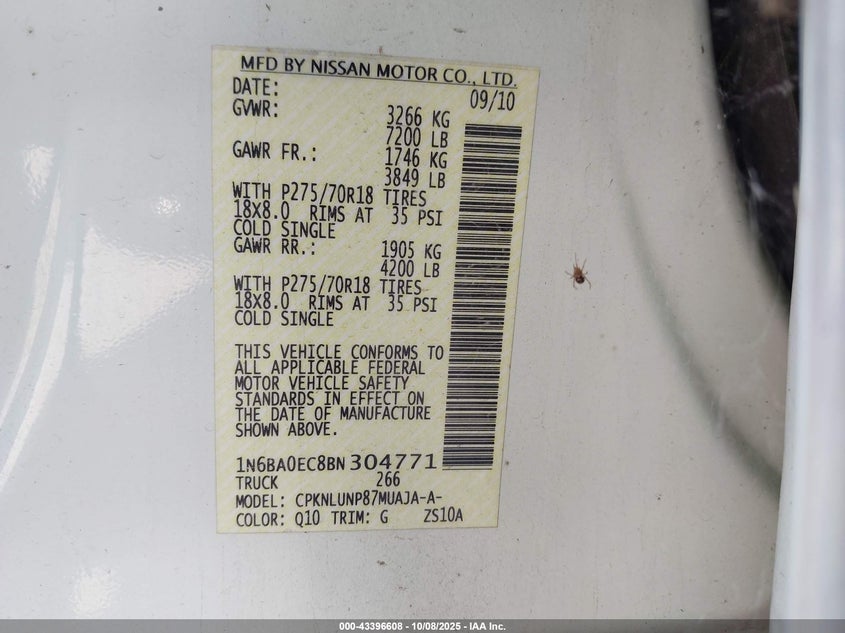 MFD BY NISSAN MOTOR CO., LTD.
DATE: 09/10
GVWR: 3266 KG
7200 LB
GAWR FR.: 1746 KG
3849 LB
WITH P275/70R18 TIRES
18X8.0 RIMS AT 35 PSI
COLD SINGLE
GAWR RR.: 1905 KG
4200 LB
WITH P275/70R18 TIRES
18X8.0 RIMS AT 35 PSI
COLD SINGLE
THIS VEHICLE CONFORMS TO
ALL APPLICABLE FEDERAL
MOTOR VEHICLE SAFETY
STANDARDS IN EFFECT ON
THE DATE OF MANUFACTURE
SHOWN ABOVE.
1N6BA0EC8BN304771
TRUCK 266
MODEL: CPKNLUNP87MUAJA-A-
COLOR: Q10 TRIM: G ZS10A
000-43396608 - 10/08/2025 - IAA Inc.